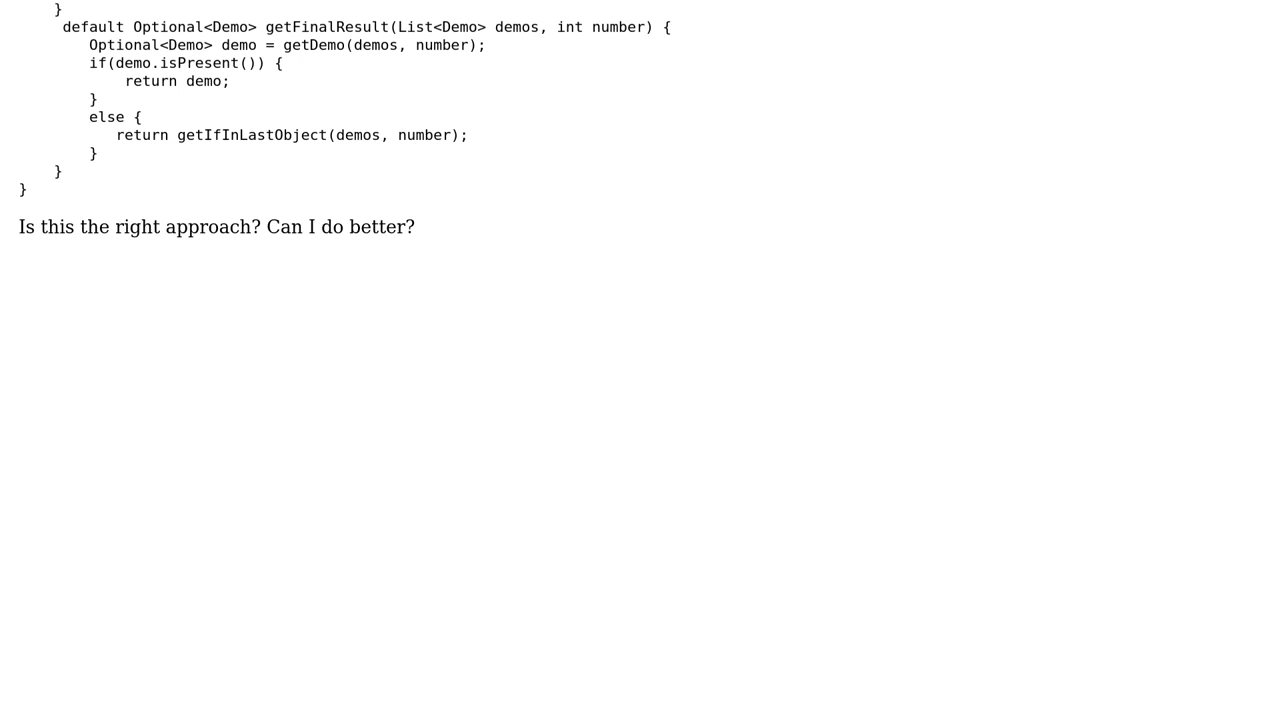 }
     default Optional<Demo> getFinalResult(List<Demo> demos, int number) {
        Optional<Demo> demo = getDemo(demos, number);
        if(demo.isPresent()) {
            return demo;
        }
        else {
           return getIfInLastObject(demos, number);
        }
    }
}
Is this the right approach? Can I do better?